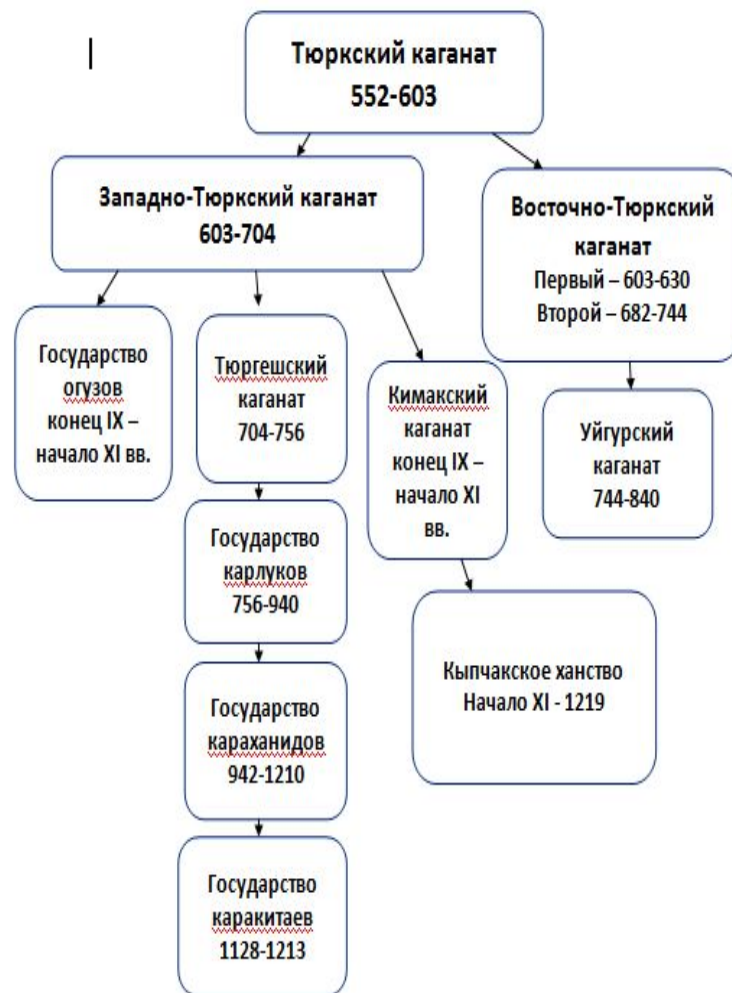 Тюркский каганат
552-603
Западно-Тюркский каганат
603-704
Восточно-Тюркский
каганат
Первый – 603-630
Второй – 682-744
Государство
огузов
конец IX –
начало XI вв.
Тюргешский
каганат
704-756
Кимакский
каганат
конец IX –
начало XI
вв.
Уйгурский
каганат
744-840
Государство
карлуков
756-940
Кыпчакское ханство
Начало XI - 1219
Государство
караханидов
942-1210
Государство
каракитаев
1128-1213